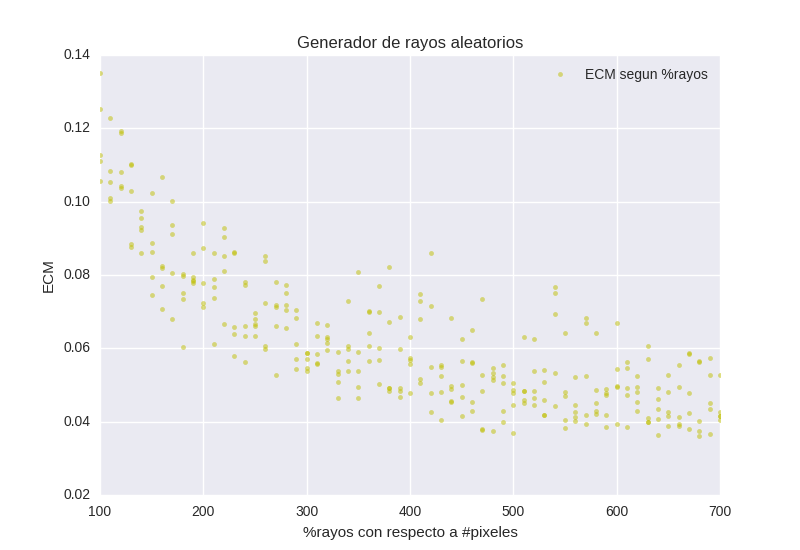 Generador de rayos aleatorios
0.14
ECM segun %rayos
0.12
0.10
0.08
ECM
0.06
0.04
0.02
100 200 300 400 500 600 700
%rayos con respecto a #pixeles